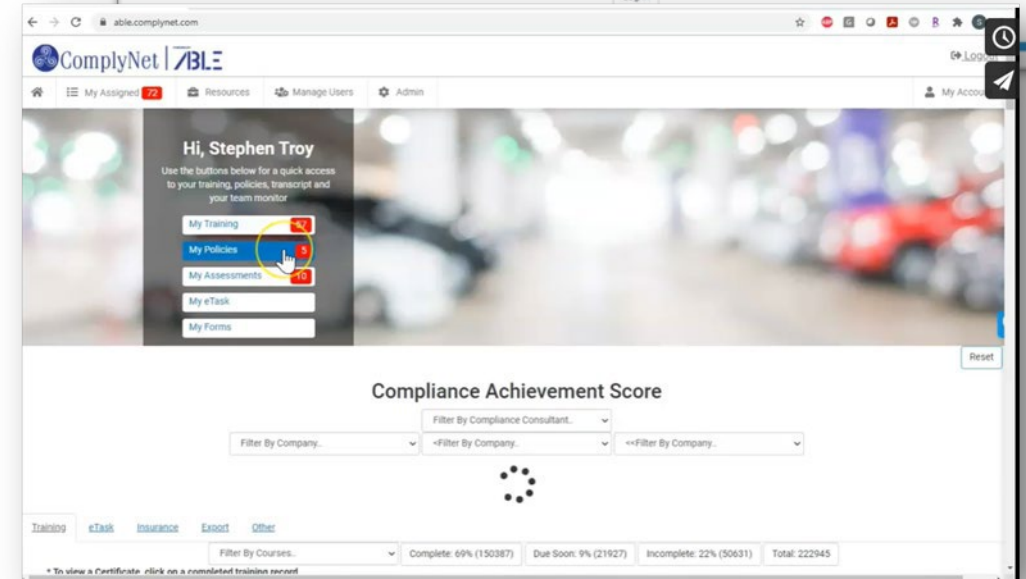 able.complynet.com
ComplyNet | ABLE
Logout
My Assigned 72 Resources Manage Users Admin My Account
Hi, Stephen Troy
Use the buttons below for a quick access
to your training, policies, transcript and
your team monitor
My Training 57
My Policies 5
My Assessments 10
My eTask
My Forms
Reset
Compliance Achievement Score
Filter By Compliance Consultant..
Filter By Company.. <Filter By Company.. <<Filter By Company..
Training eTask Insurance Export Other
Filter By Courses.. Complete: 69% (150387) Due Soon: 9% (21927) Incomplete: 22% (50631) Total: 222945
* To view a Certificate, click on a completed training record